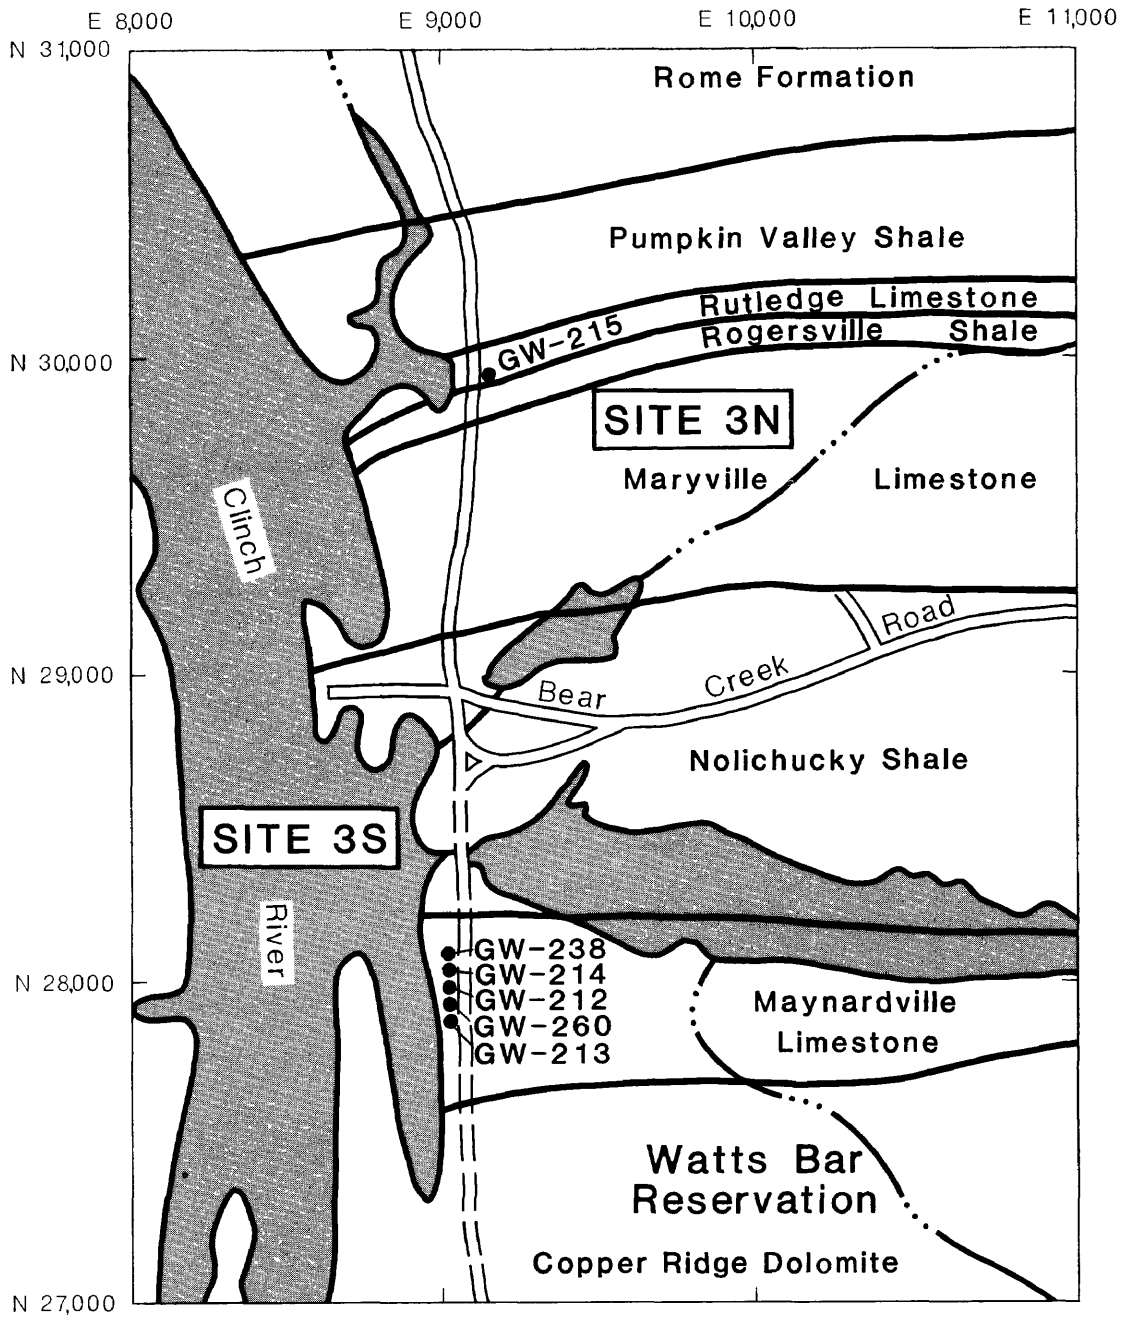 E 8,000 E 9,000 E 10,000 E 11,000
N 31,000
Rome Formation
Pumpkin Valley Shale
Rutledge Limestone
GW-215
Rogersville Shale
N 30,000
SITE 3N
Maryville Limestone
Clinch
Road
N 29,000
Bear Creek
Nolichucky Shale
SITE 3S
River
GW-238
GW-214
N 28,000
GW-212
Maynardville
GW-260
Limestone
GW-213
Watts Bar
Reservation
Copper Ridge Dolomite
N 27,000